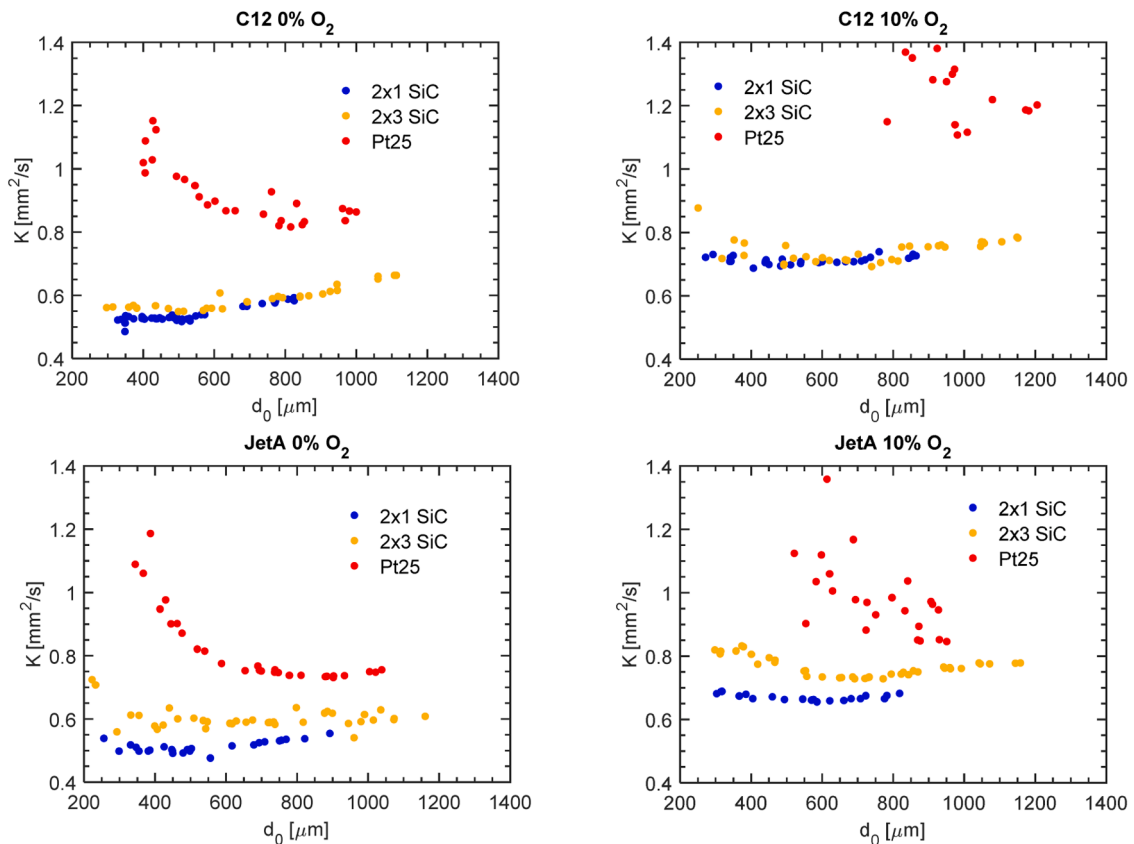 C12 0% O2
1.4
1.2
1
0.8
0.6
0.4
K [mm2/s]
2x1 SiC
2x3 SiC
Pt25
200 400 600 800 1000 1200 1400
d0 [μm]
C12 10% O2
1.4
1.2
1
0.8
0.6
0.4
K [mm2/s]
2x1 SiC
2x3 SiC
Pt25
200 400 600 800 1000 1200 1400
d0 [μm]
JetA 0% O2
1.4
1.2
1
0.8
0.6
0.4
K [mm2/s]
2x1 SiC
2x3 SiC
Pt25
200 400 600 800 1000 1200 1400
d0 [μm]
JetA 10% O2
1.4
1.2
1
0.8
0.6
0.4
K [mm2/s]
2x1 SiC
2x3 SiC
Pt25
200 400 600 800 1000 1200 1400
d0 [μm]